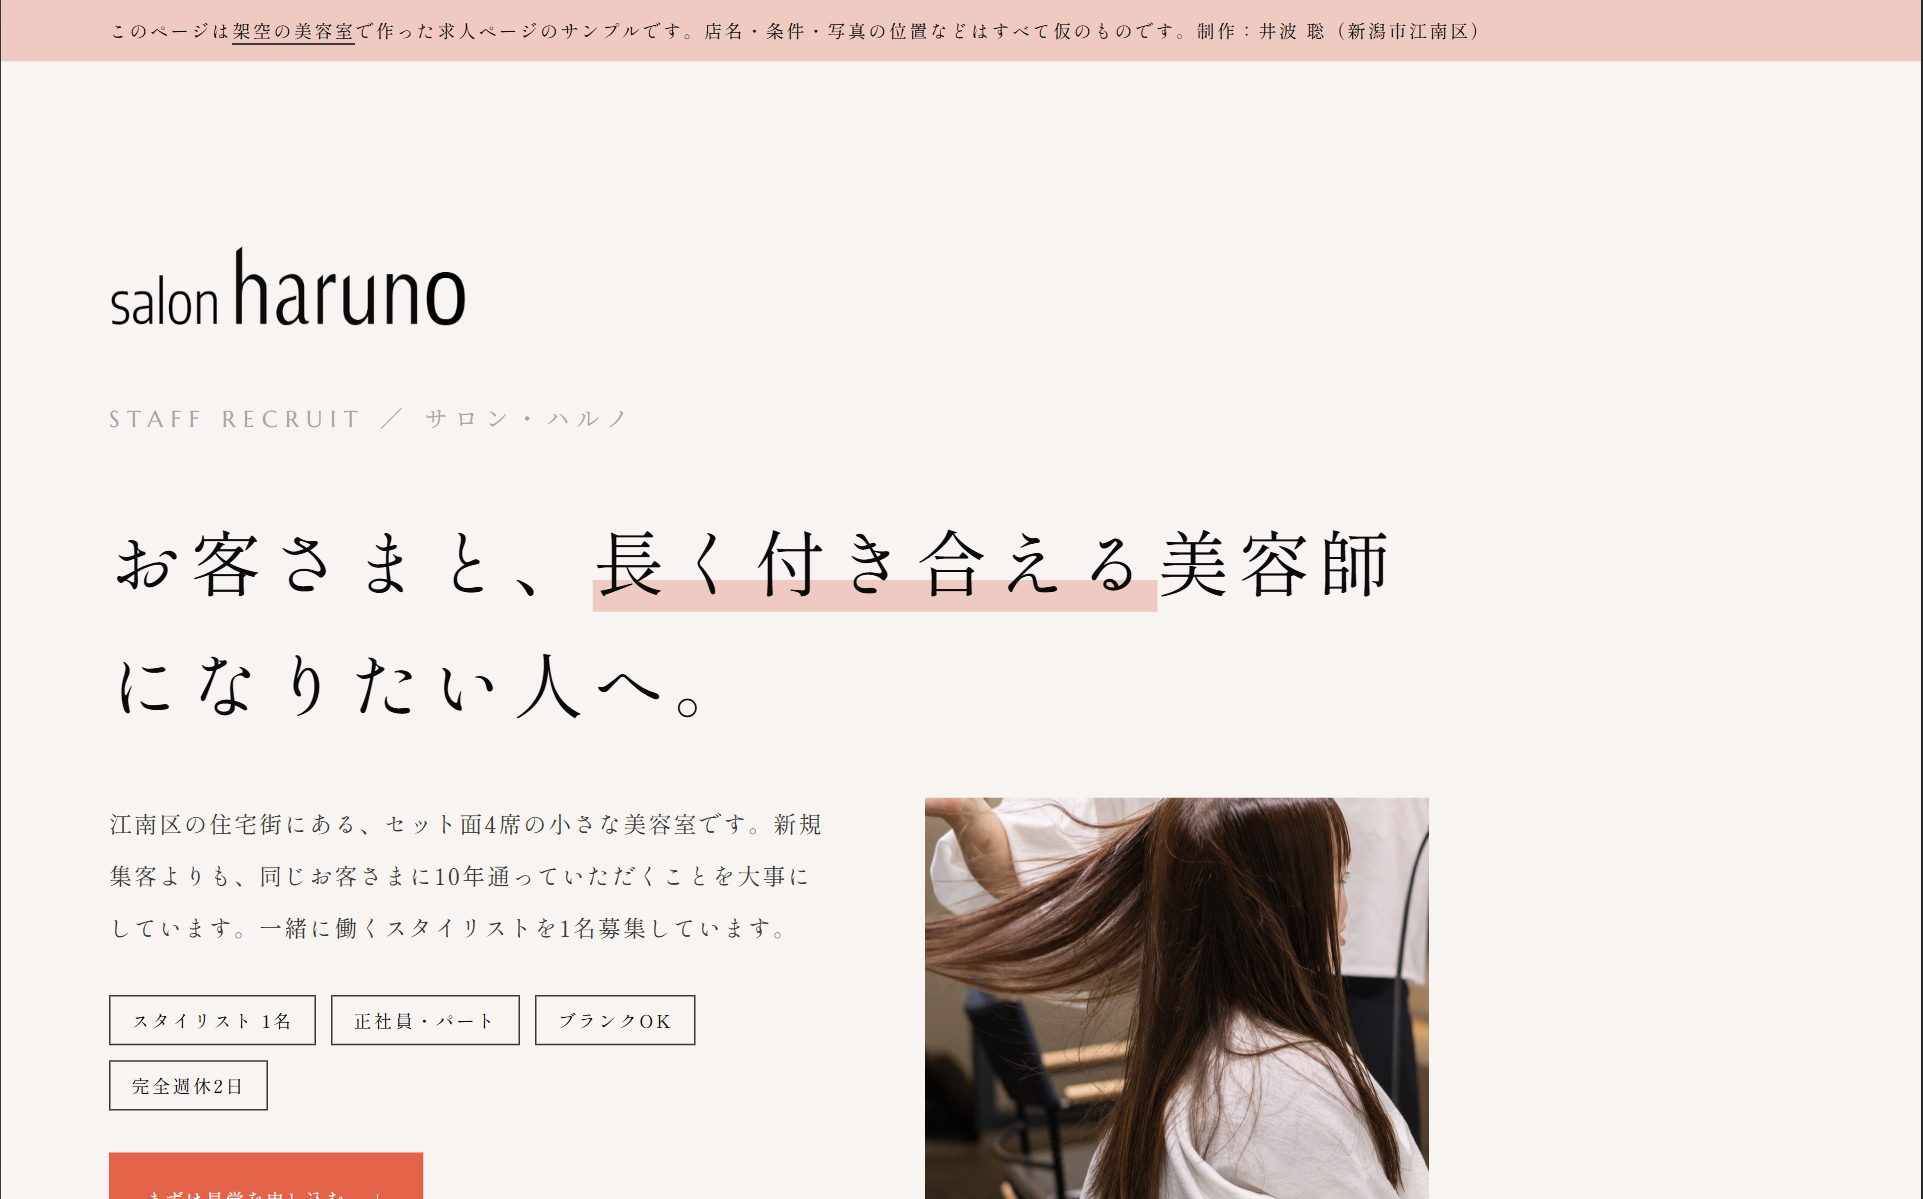 このページは架空の美容室で作った求人ページのサンプルです。店名・条件・写真の位置などはすべて仮のものです。制作：井波 聡（新潟市江南区）
salon haruno
STAFF RECRUIT ／ サロン・ハルノ
お客さまと、長く付き合える美容師
になりたい人へ。
江南区の住宅街にある、セット面4席の小さな美容室です。新規
集客よりも、同じお客さまに10年通っていただくことを大事に
しています。一緒に働くスタイリストを1名募集しています。
スタイリスト 1名
正社員・パート
ブランクOK
完全週休2日
まずは見学を申し込む